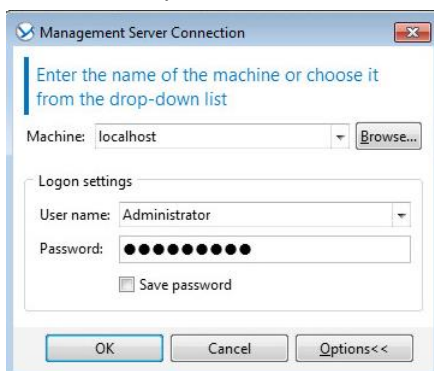 Management Server Connection
Enter the name of the machine or choose it
from the drop-down list
Machine: localhost Browse...
Logon settings
User name: Administrator
Password: ●●●●●●●●●
Save password
OK Cancel Options<<